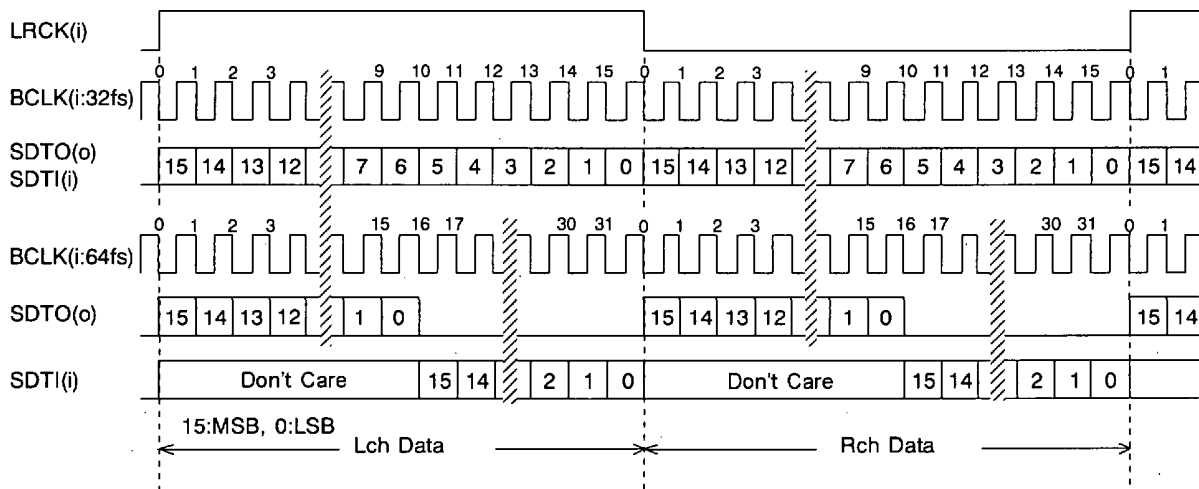 LRCK(i)
0 1 2 3 9 10 11 12 13 14 15 0 1 2 3 9 10 11 12 13 14 15 0 1
BCLK(i:32fs)
SDTO(o)
SDTI(i)
15 14 13 12 7 6 5 4 3 2 1 0 15 14 13 12 7 6 5 4 3 2 1 0 15 14
0 1 2 3 15 16 17 30 31 0 1 2 3 15 16 17 30 31 0 1
BCLK(i:64fs)
SDTO(o) 15 14 13 12 1 0 15 14 13 12 1 0 15 14
SDTI(i) Don't Care 15 14 2 1 0 Don't Care 15 14 2 1 0
15:MSB, 0:LSB
Lch Data Rch Data